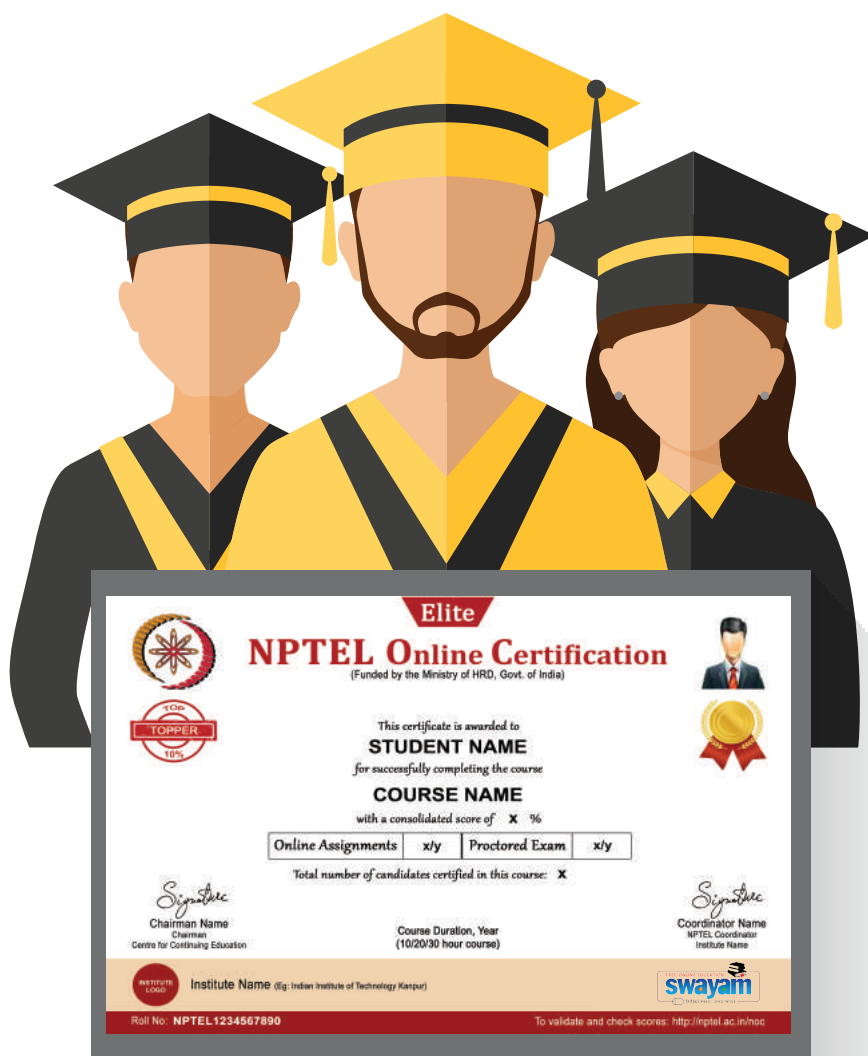 Elite
NPTEL Online Certification
(Funded by the Ministry of HRD, Govt. of India)
TOP
TOPPER
10%
This certificate is awarded to
STUDENT NAME
for successfully completing the course
COURSE NAME
with a consolidated score of X %
Online Assignments x/y Proctored Exam x/y
Total number of candidates certified in this course: X
Signature
Chairman Name
Chairman
Centre for Continuing Education
Course Duration, Year
(10/20/30 hour course)
Signature
Coordinator Name
NPTEL Coordinator
Institute Name
INSTITUTE
LOGO
Institute Name (Eg: Indian Institute of Technology Kanpur)
FREE ONLINE EDUCATION
swayam
Roll No: NPTEL1234567890
To validate and check scores: http://nptel.ac.in/noc